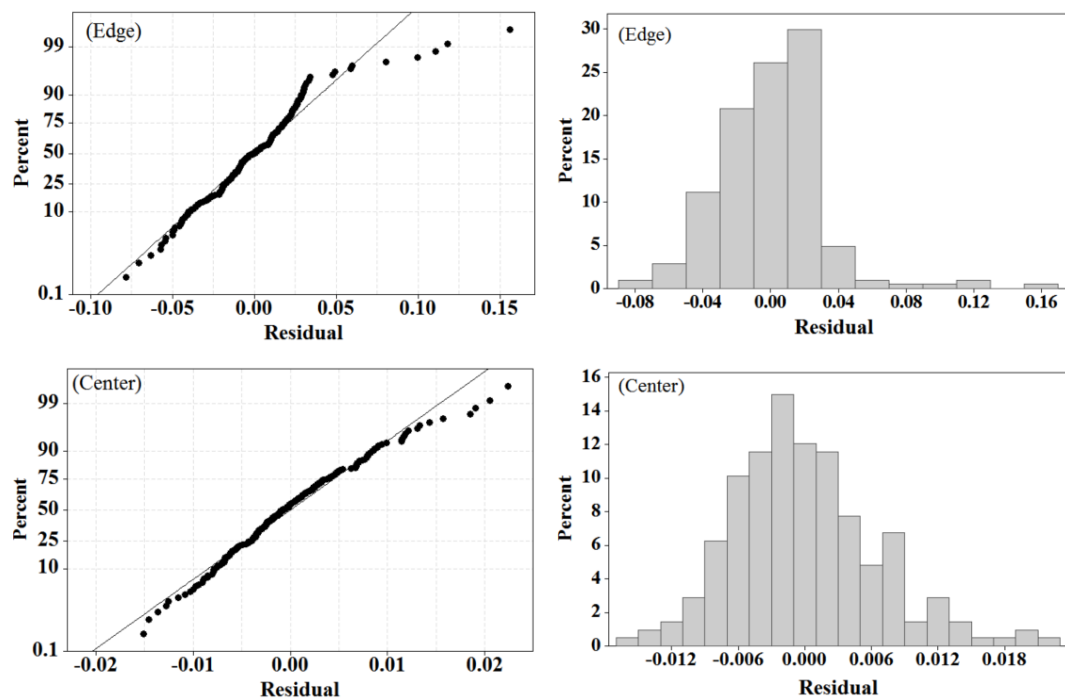 (Edge)
99
90
75
50
25
10
0.1
Percent
-0.10 -0.05 0.00 0.05 0.10 0.15
Residual
(Edge)
30
25
20
15
10
5
0
Percent
-0.08 -0.04 0.00 0.04 0.08 0.12 0.16
Residual
(Center)
99
90
75
50
25
10
0.1
Percent
-0.02 -0.01 0.00 0.01 0.02
Residual
(Center)
16
14
12
10
8
6
4
2
0
Percent
-0.012 -0.006 0.000 0.006 0.012 0.018
Residual